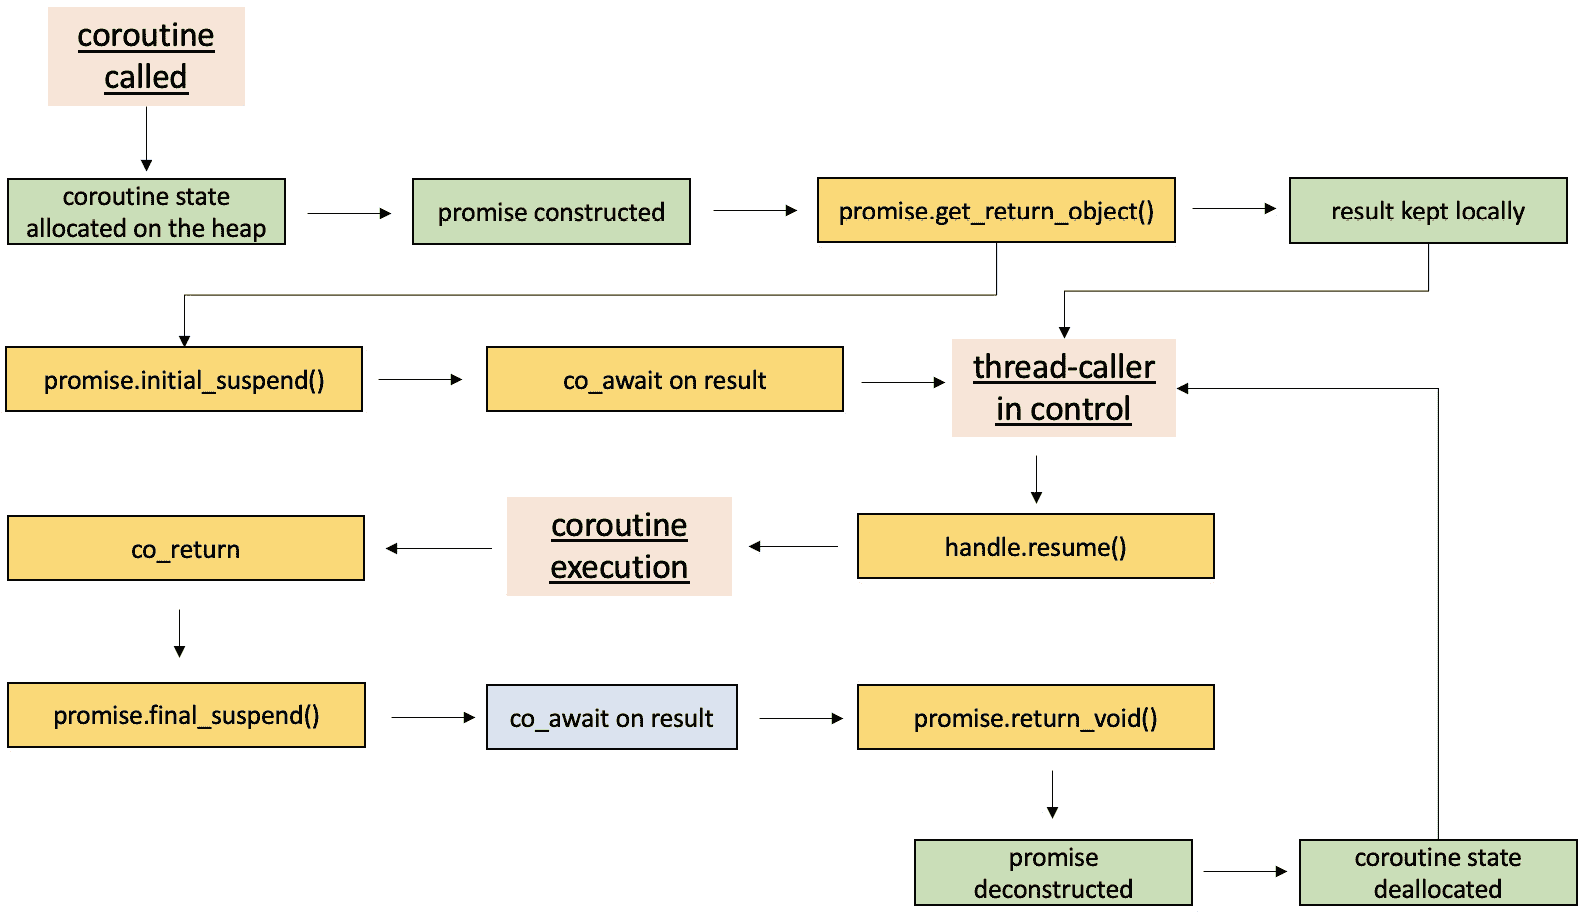 coroutine
called
coroutine state
allocated on the heap
promise constructed
promise.get_return_object()
result kept locally
promise.initial_suspend()
co_await on result
thread-caller
in control
co_return
coroutine
execution
handle.resume()
promise.final_suspend()
co_await on result
promise.return_void()
promise
deconstructed
coroutine state
deallocated